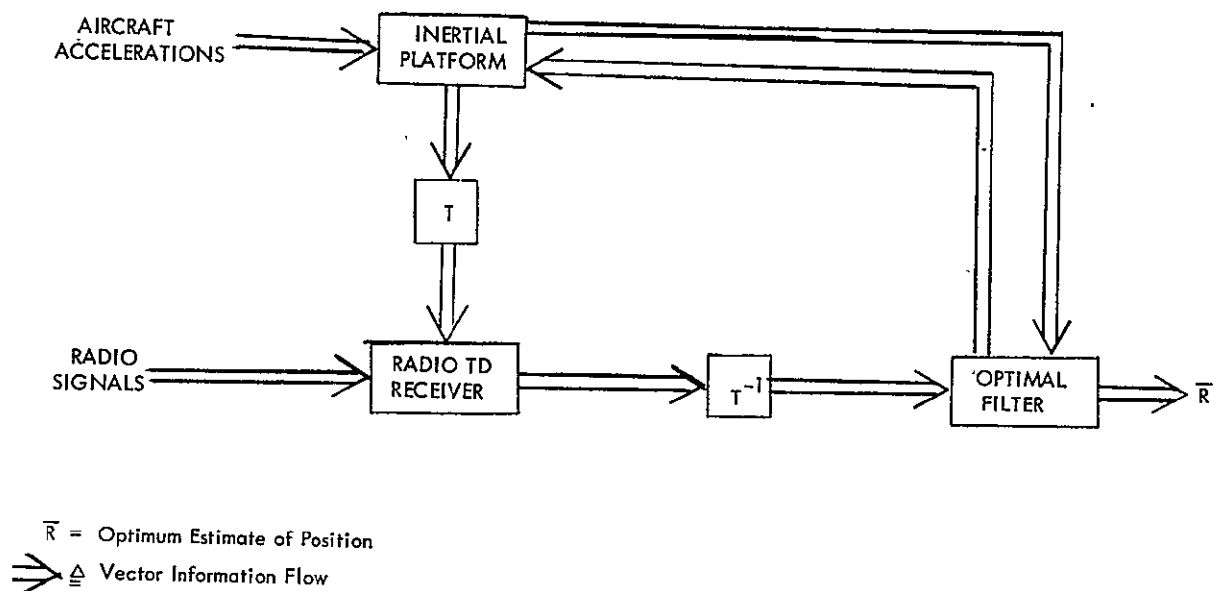 AIRCRAFT
ACCELERATIONS
INERTIAL
PLATFORM
T
RADIO
SIGNALS
RADIO TD
RECEIVER
T⁻¹
OPTIMAL
FILTER
R̅
R̅ = Optimum Estimate of Position
≜ Vector Information Flow